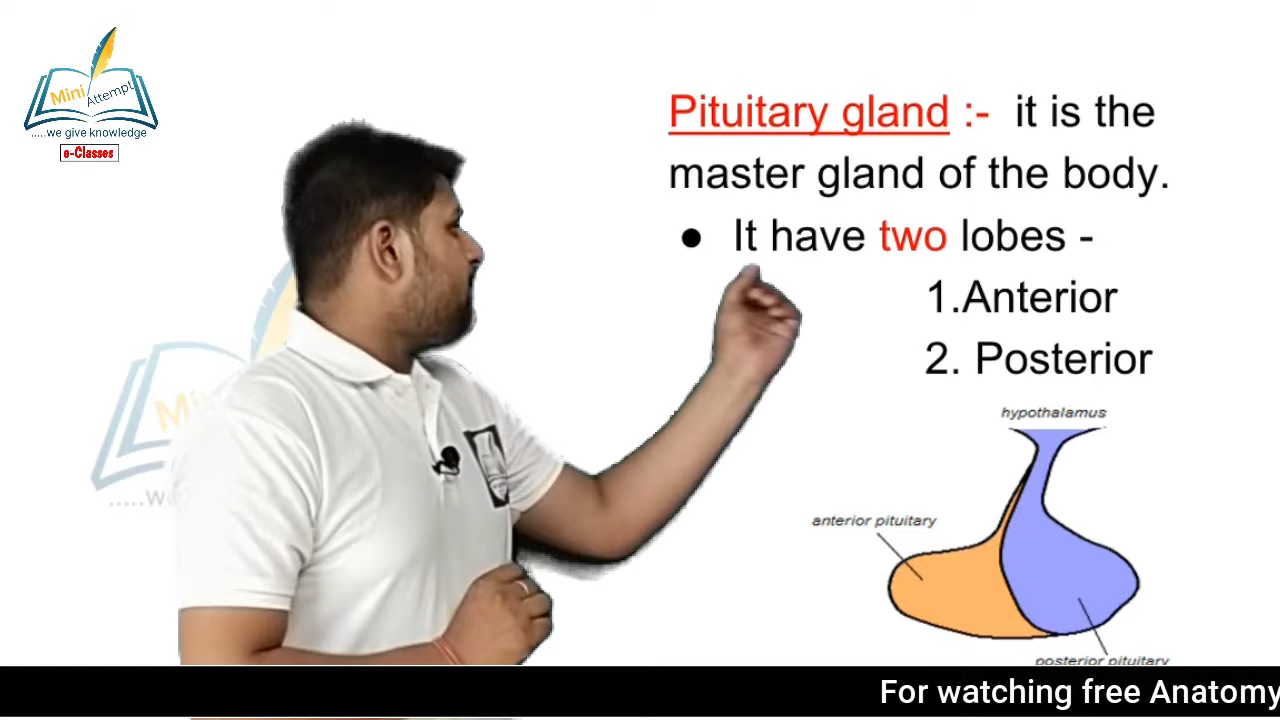 Mini Attempt
.....we give knowledge
e-Classes
Pituitary gland :- it is the
master gland of the body.
● It have two lobes -
1.Anterior
2. Posterior
hypothalamus
anterior pituitary
posterior pituitary
For watching free Anatomy